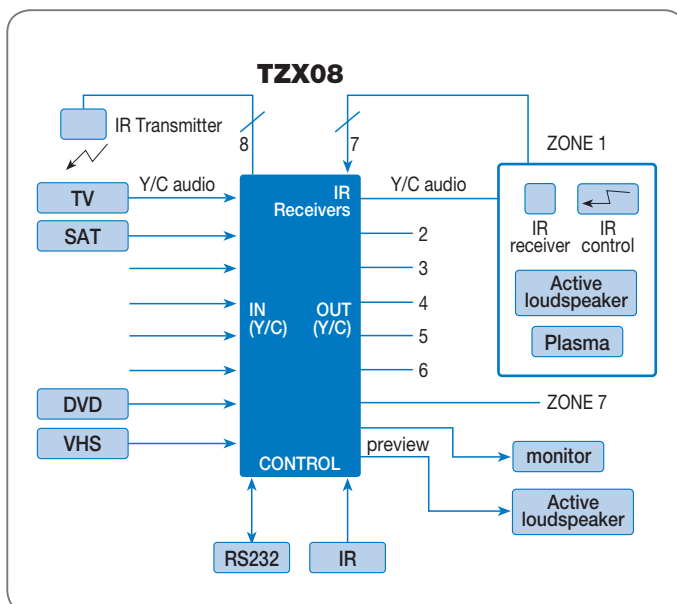 TZX08
IR Transmitter
8
7
ZONE 1
Y/C audio
Y/C audio
TV
IR
Receivers
SAT
2
IR
receiver
IR
control
3
Active
loudspeaker
IN
(Y/C)
OUT
(Y/C)
4
5
Plasma
6
DVD
ZONE 7
VHS
preview
monitor
CONTROL
Active
loudspeaker
RS232
IR